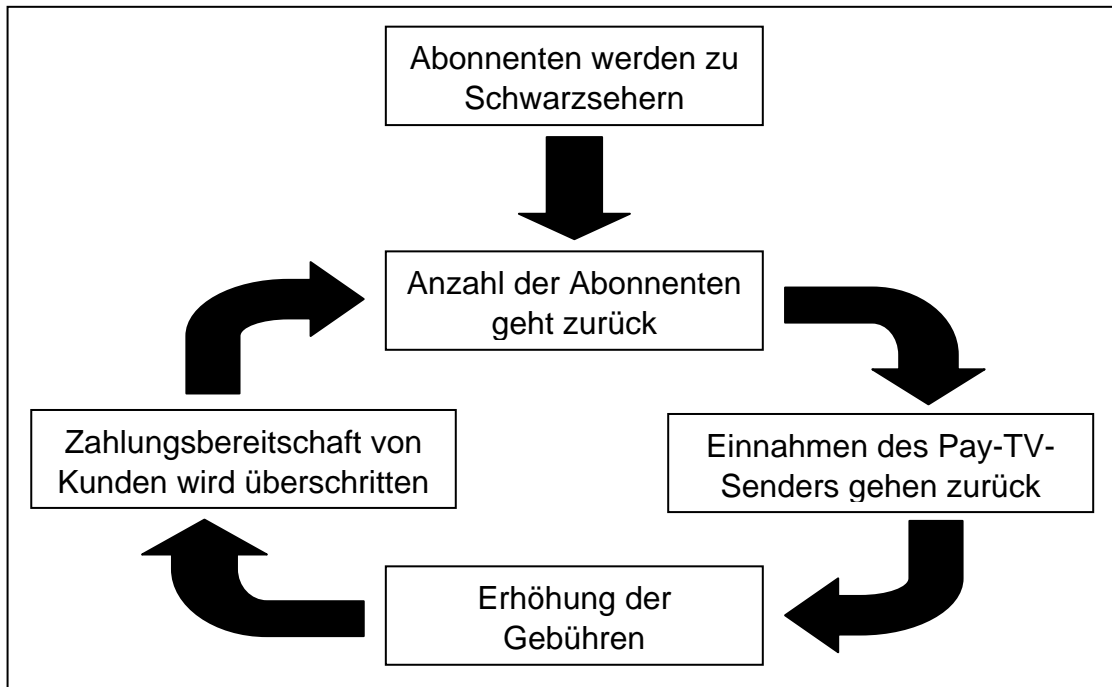 Abonnenten werden zu
Schwarzsehern
Anzahl der Abonnenten
geht zurück
Zahlungsbereitschaft von
Kunden wird überschritten
Einnahmen des Pay-TV-
Senders gehen zurück
Erhöhung der
Gebühren